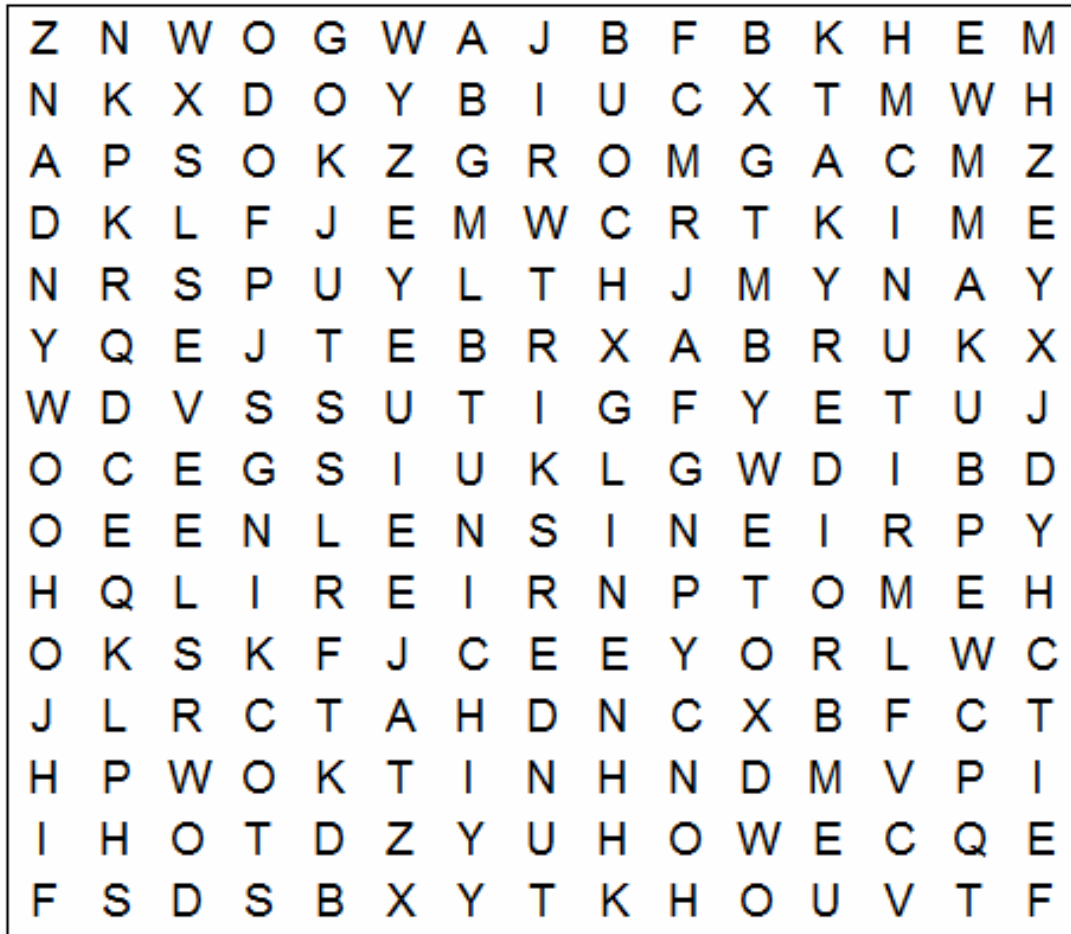 Z N W O G W A J B F B K H E M
N K X D O Y B I U C X T M W H
A P S O K Z G R O M G A C M Z
D K L F J E M W C R T K I M E
N R S P U Y L T H J M Y N A Y
Y Q E J T E B R X A B R U K X
W D V S S U T I G F Y E T U J
O C E G S I U K L G W D I B D
O E E N L E N S I N E I R P Y
H Q L I R E I R N P T O M E H
O K S K F J C E E Y O R L W C
J L R C T A H D N C X B F C T
H P W O K T I N H N D M V P I
I H O T D Z Y U H O W E C Q E
F S D S B X Y T K H O U V T F